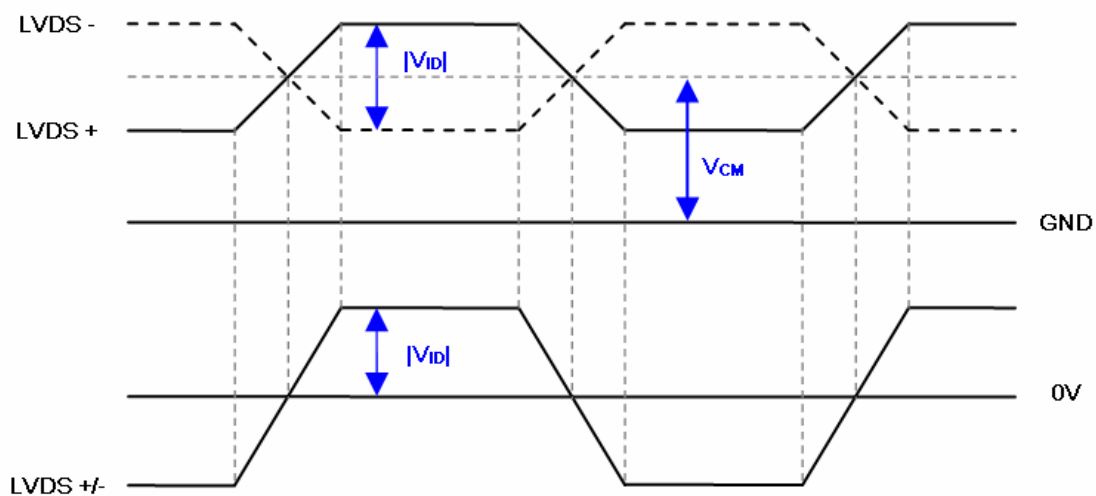 LVDS -
|VID|
LVDS +
VCM
GND
|VID|
0V
LVDS +/-